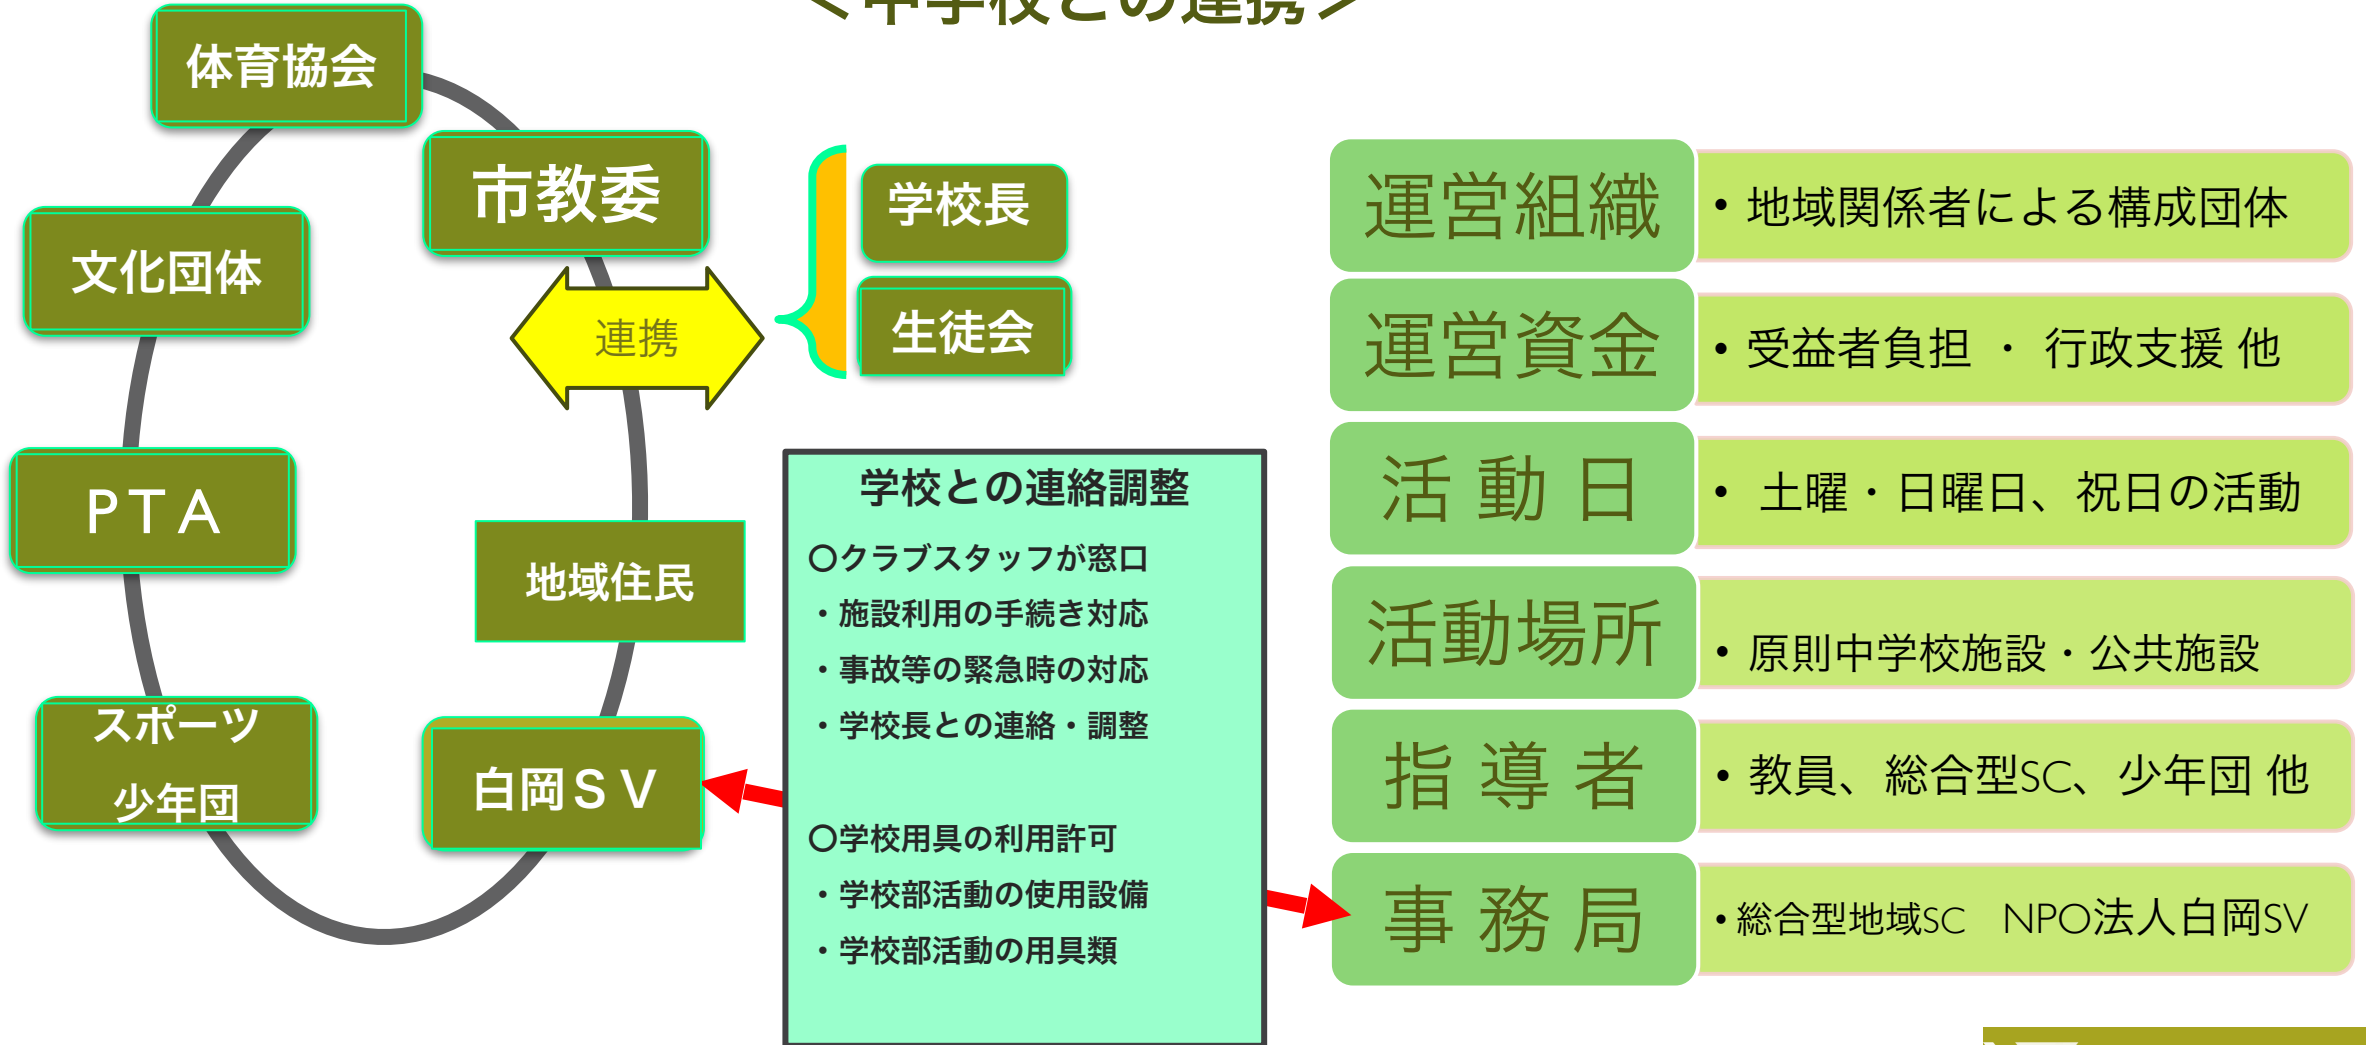 ＜中学校との連携＞
体育協会
市教委
文化団体
ＰＴＡ
スポーツ
少年団
白岡ＳＶ
地域住民
連携
学校長
生徒会
学校との連絡調整
〇クラブスタッフが窓口
・施設利用の手続き対応
・事故等の緊急時の対応
・学校長との連絡・調整
〇学校用具の利用許可
・学校部活動の使用設備
・学校部活動の用具類
運営組織
• 地域関係者による構成団体
運営資金
• 受益者負担 ・ 行政支援 他
活 動 日
• 土曜・日曜日、祝日の活動
活動場所
• 原則中学校施設・公共施設
指 導 者
• 教員、総合型SC、少年団 他
事 務 局
• 総合型地域SC　NPO法人白岡SV